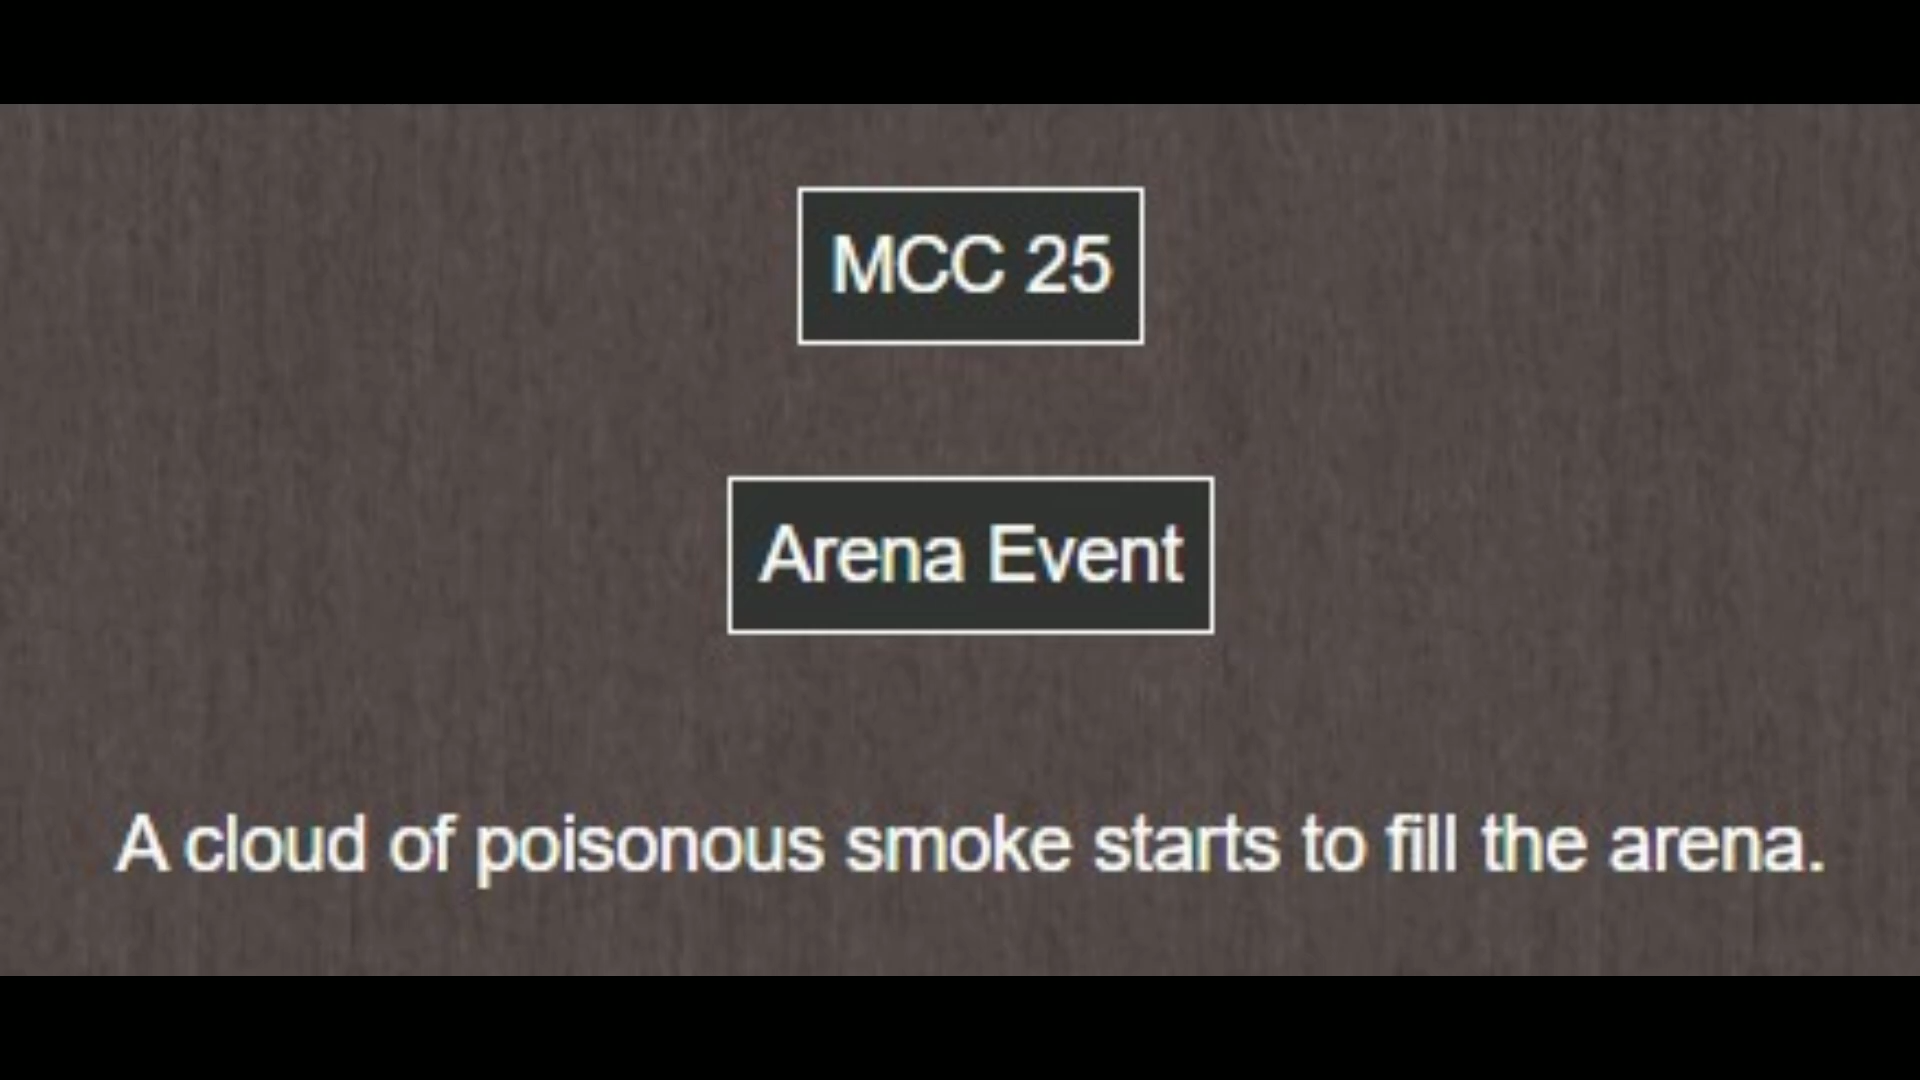 MCC 25
Arena Event
A cloud of poisonous smoke starts to fill the arena.